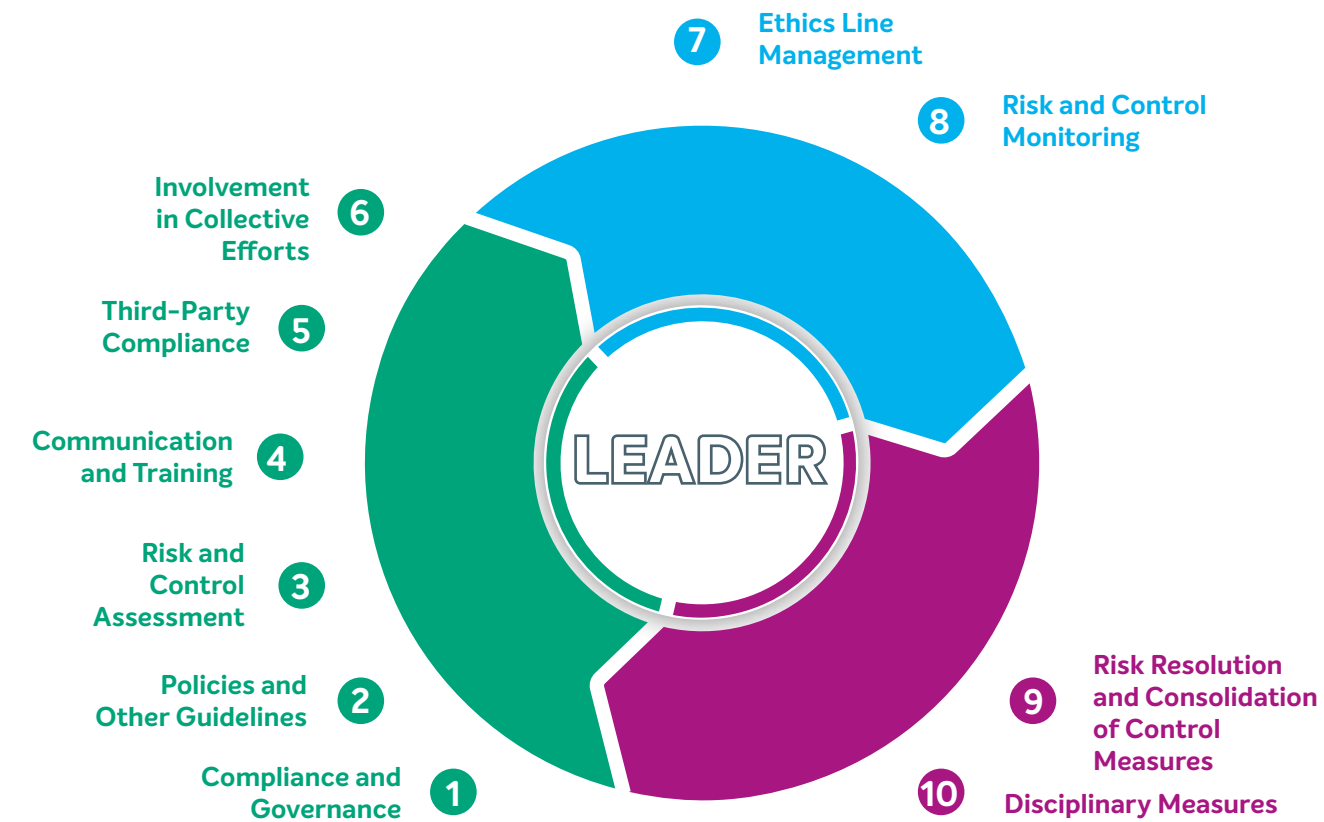 7
Ethics Line
Management
8
Risk and Control
Monitoring
Involvement
in Collective
Efforts
6
Third-Party
Compliance
5
Communication
and Training
4
LEADER
Risk and
Control
Assessment
3
Policies and
Other Guidelines
2
Compliance and
Governance
1
9
Risk Resolution
and Consolidation
of Control
Measures
10
Disciplinary Measures